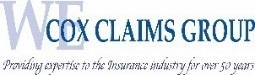 WE
COX CLAIMS GROUP
Providing expertise to the Insurance industry for over 50 years